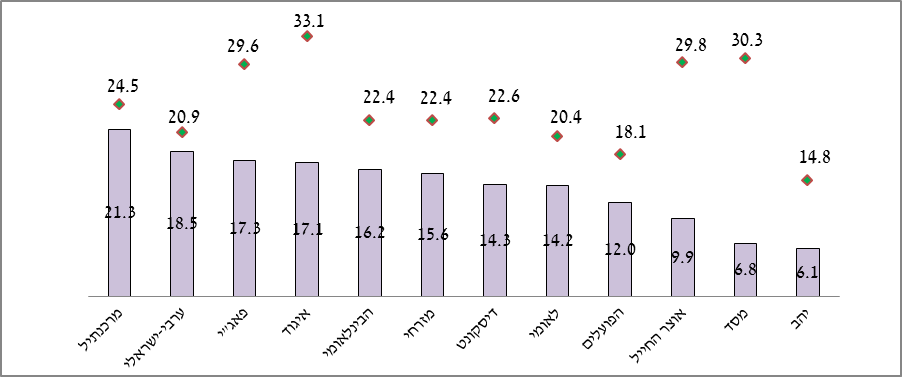 33.1
30.3
29.8
29.6
24.5
22.4
22.4
22.6
20.9
20.4
18.1
14.8
21.3
18.5
17.3
17.1
16.2
15.6
14.3
14.2
12.0
9.9
6.8
6.1
מרכנתיל
ערבי-ישראלי
פאג״י
איגוד
הבינלאומי
מזרחי
דיסקונט
לאומי
הפועלים
אוצר החייל
מסד
יהב